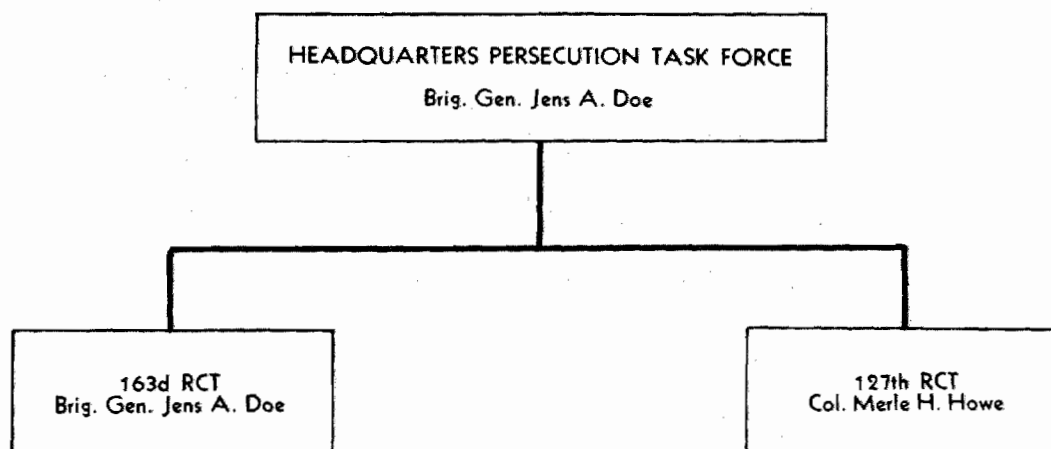 HEADQUARTERS PERSECUTION TASK FORCE
Brig. Gen. Jens A. Doe
163d RCT
Brig. Gen. Jens A. Doe
127th RCT
Col. Merle H. Howe